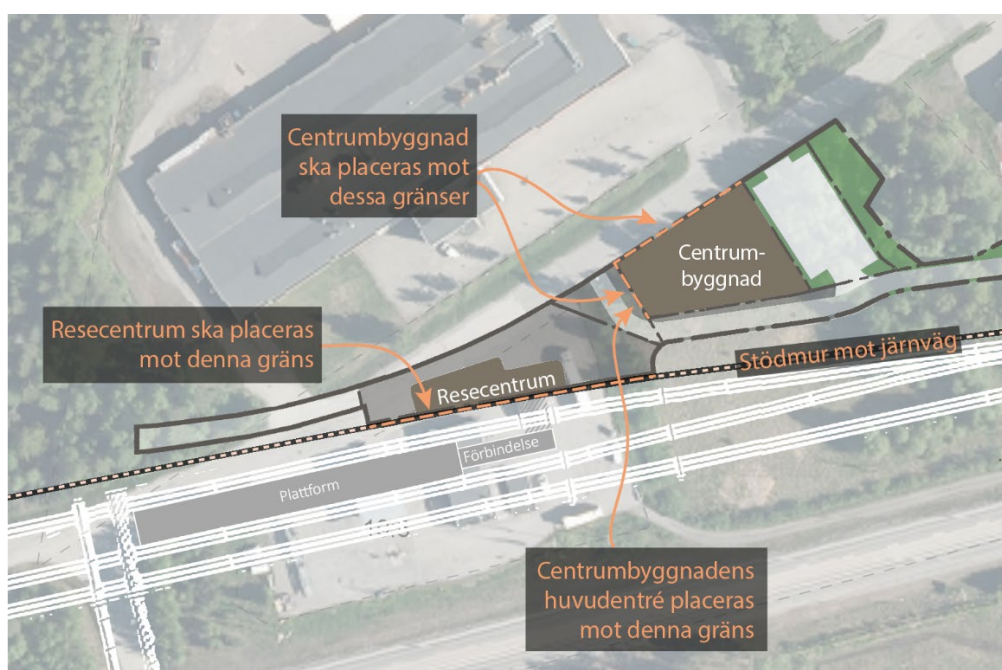 Centrumbyggnad
ska placeras mot
dessa gränser
Centrum-
byggnad
Resecentrum ska placeras
mot denna gräns
Stödmur mot järnväg
Resecentrum
Förbindelse
Plattform
Centrumbyggnadens
huvudentré placeras
mot denna gräns